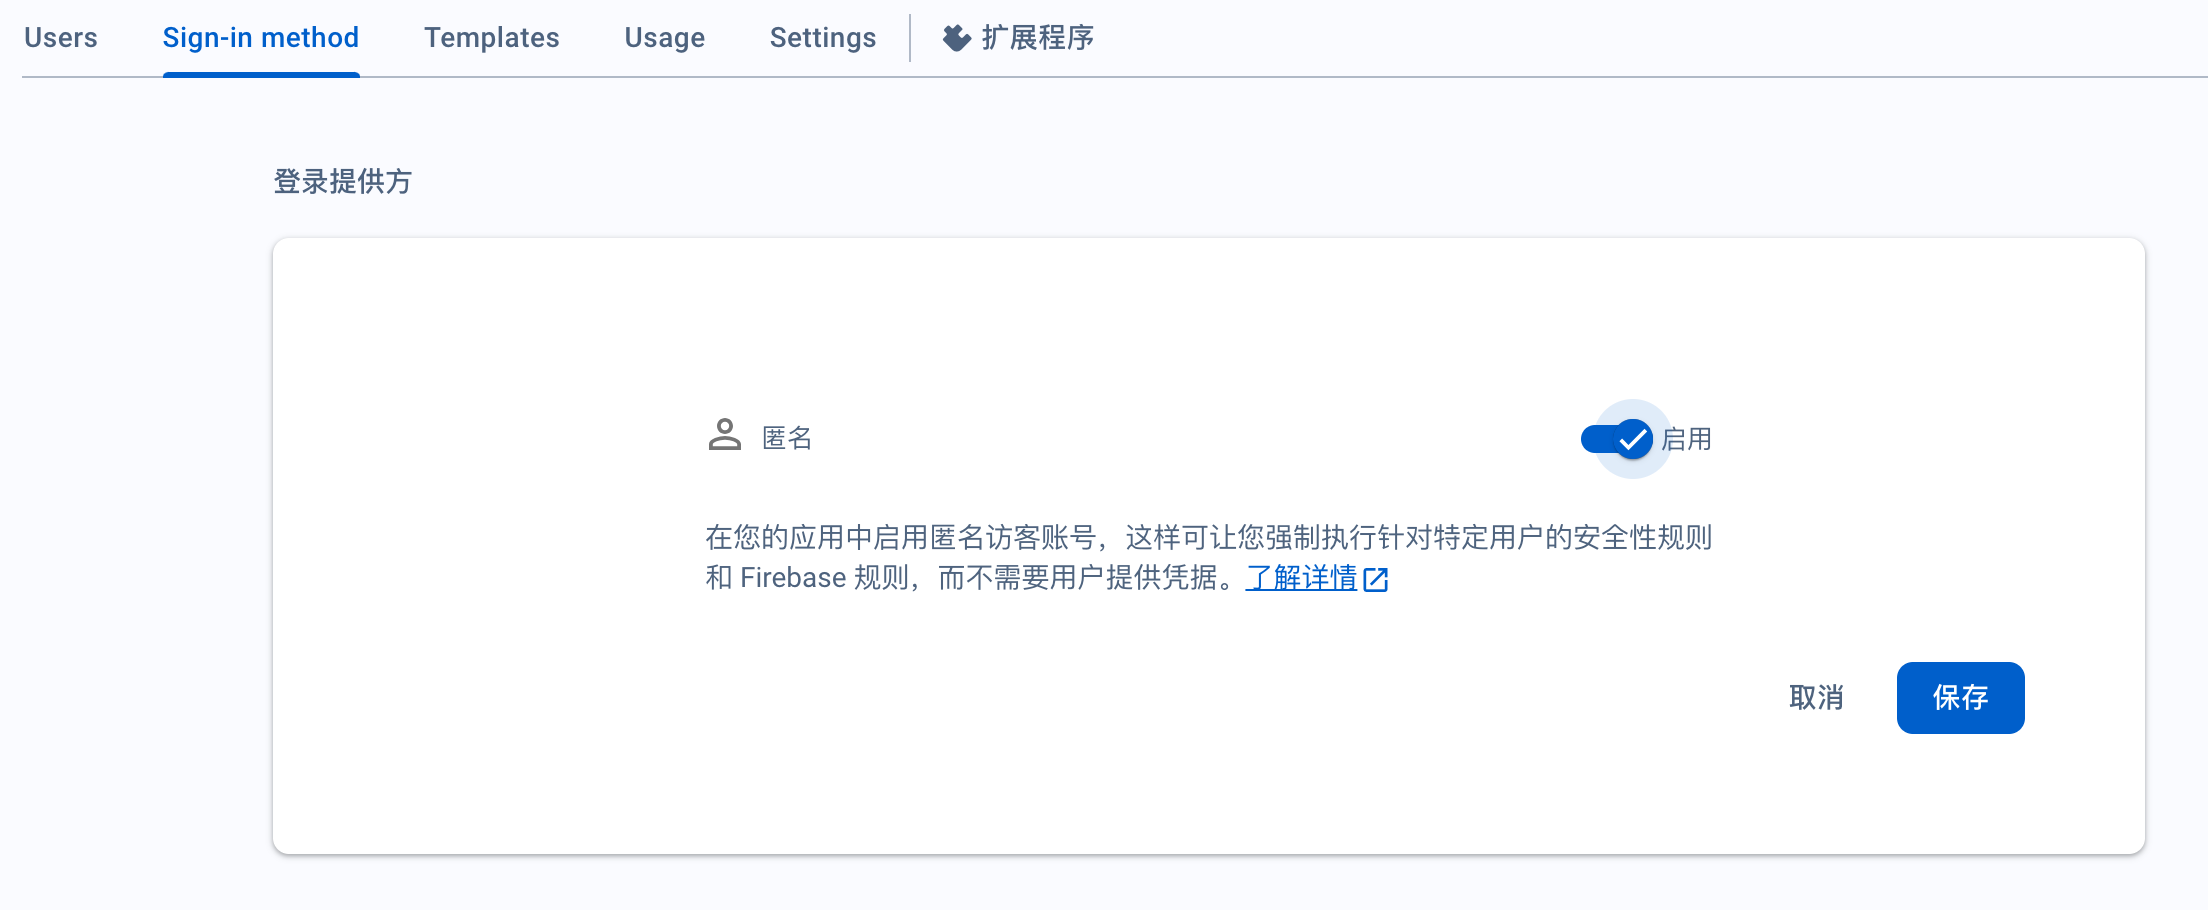 Users Sign-in method Templates Usage Settings 扩展程序
登录提供方
匿名 启用
在您的应用中启用匿名访客账号，这样可让您强制执行针对特定用户的安全性规则
和 Firebase 规则，而不需要用户提供凭据。了解详情
取消 保存